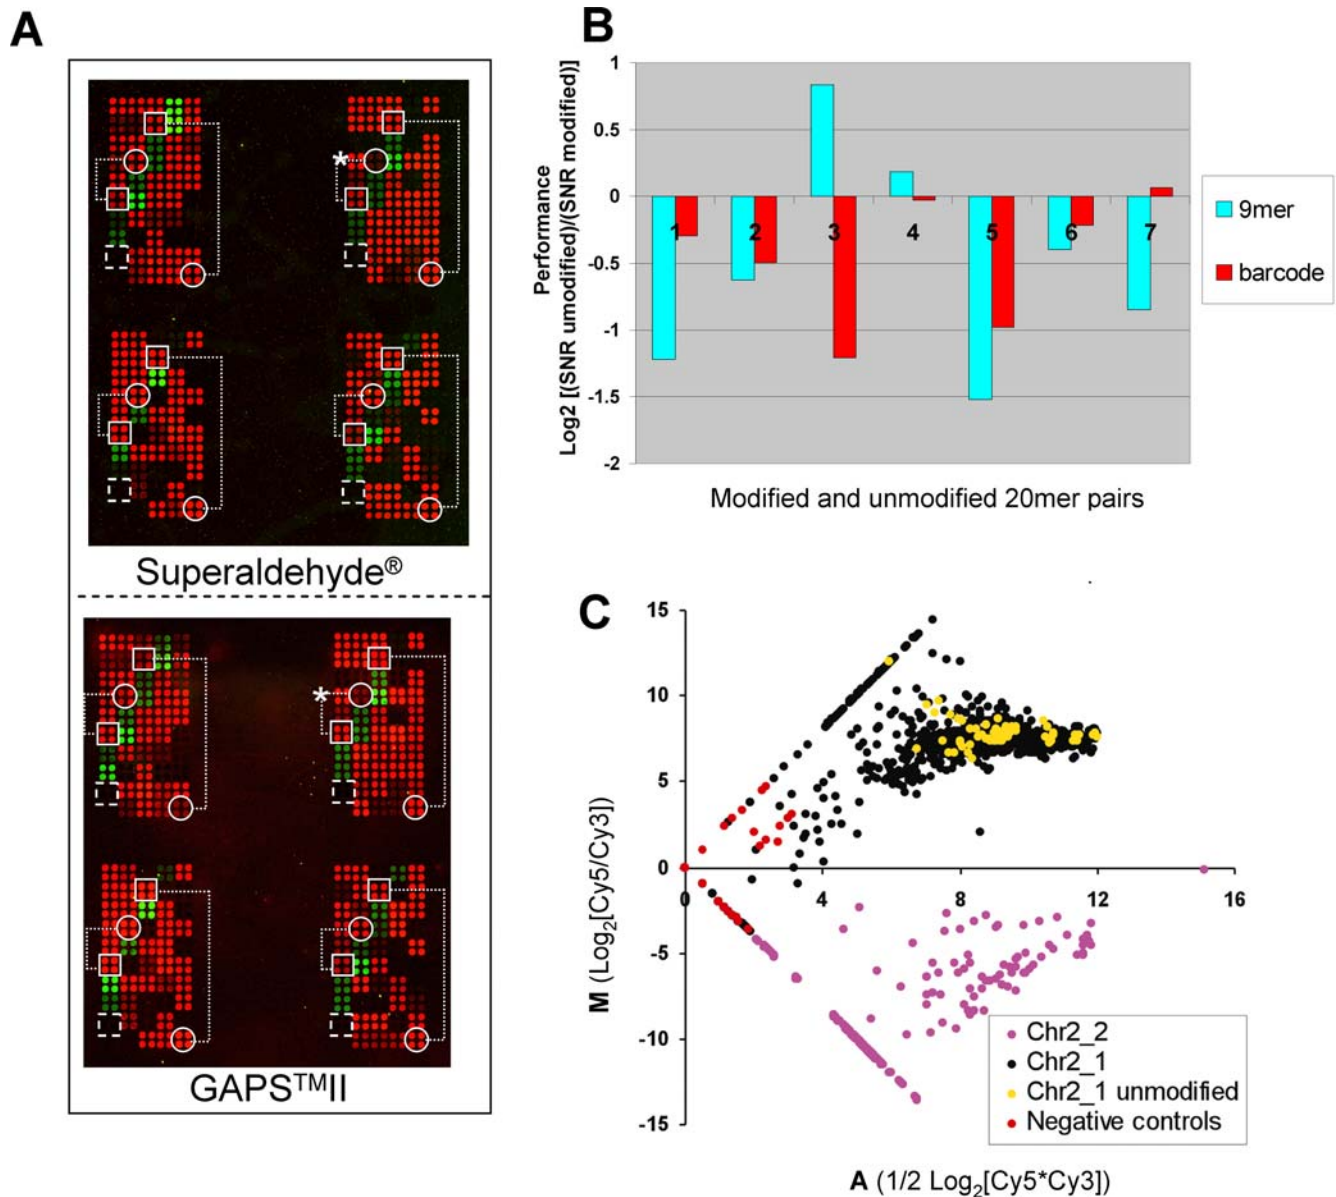 A
*
Superaldehyde®
*
GAPS™II
B
Performance
Log2 [(SNR umodified)/(SNR modified)]
1
0.5
0
-0.5
-1
-1.5
-2
1 2 3 4 5 6 7
9mer
barcode
Modified and unmodified 20mer pairs
C
M (Log2[Cy5/Cy3])
15
10
5
0
-5
-10
-15
0 4 8 12 16
Chr2_2
Chr2_1
Chr2_1 unmodified
Negative controls
A (1/2 Log2[Cy5*Cy3])